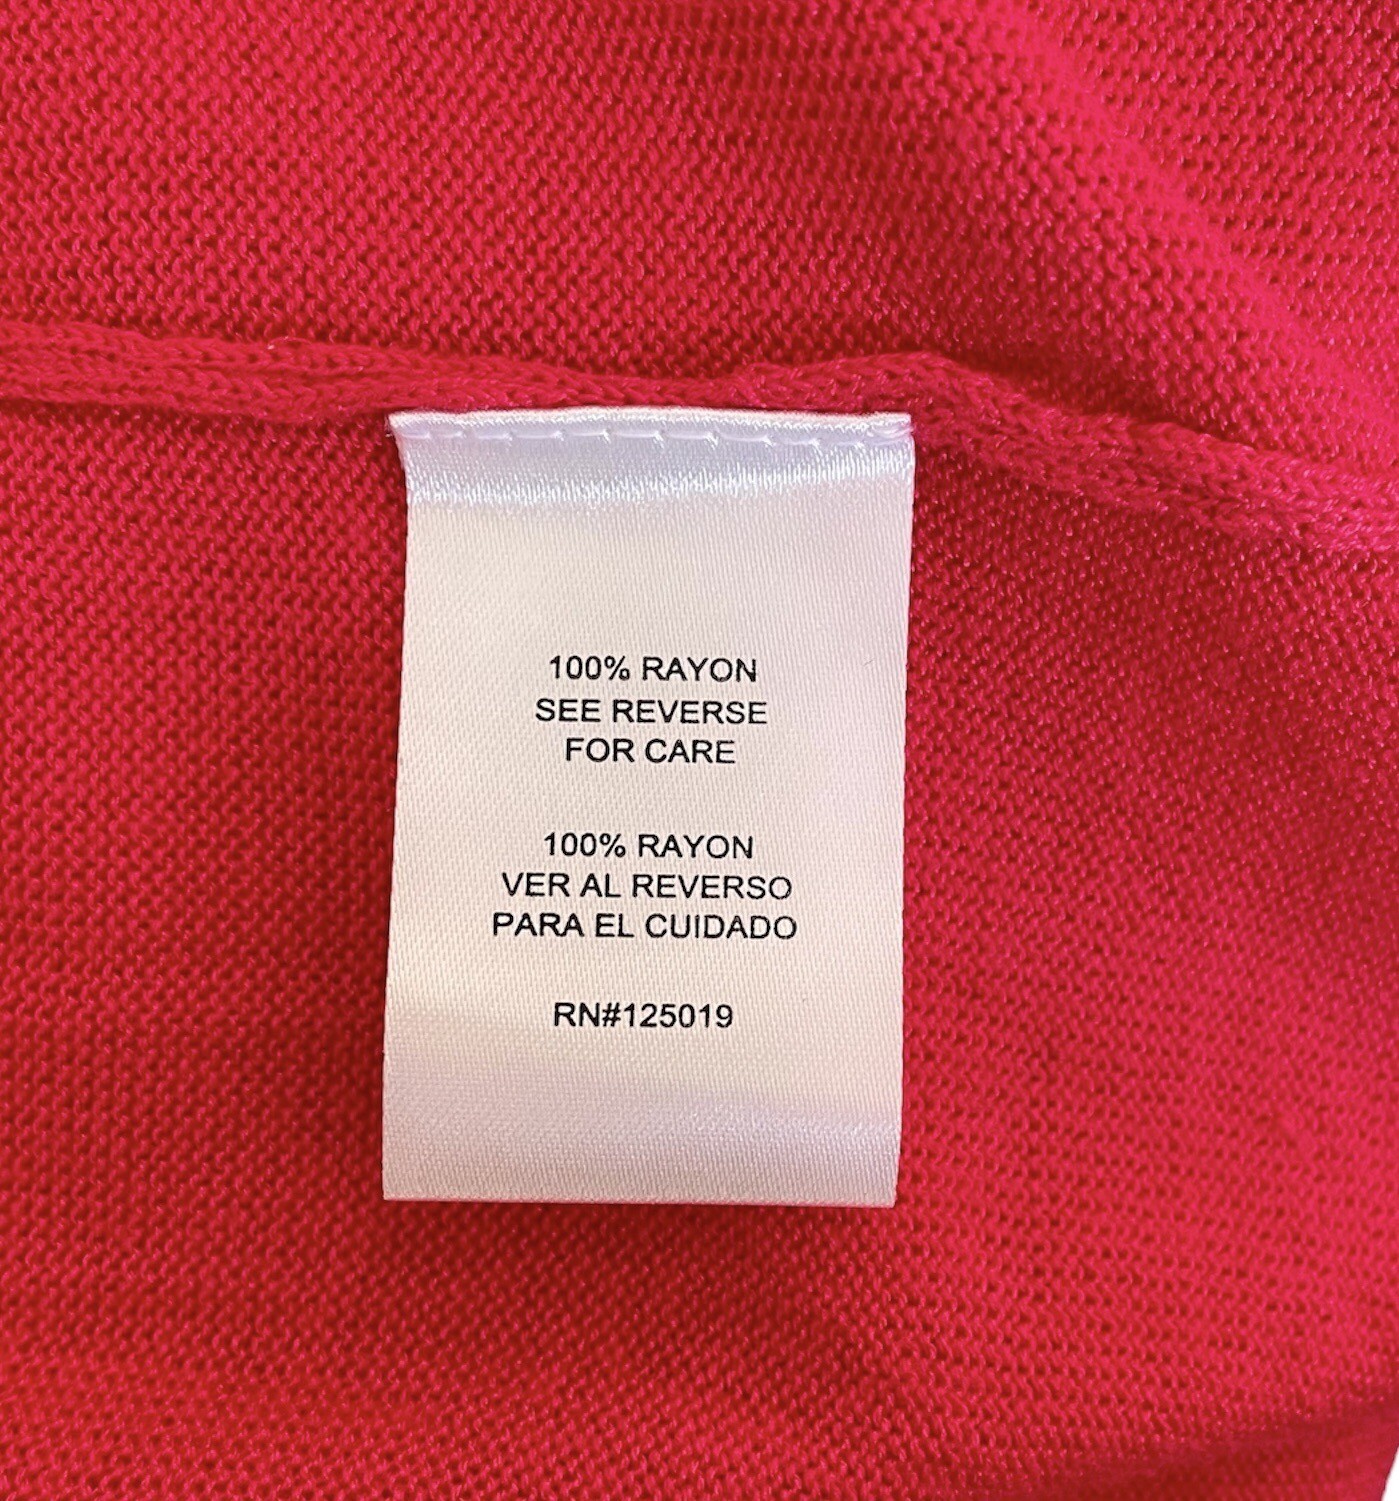 100% RAYON
SEE REVERSE
FOR CARE
100% RAYON
VER AL REVERSO
PARA EL CUIDADO
RN#125019